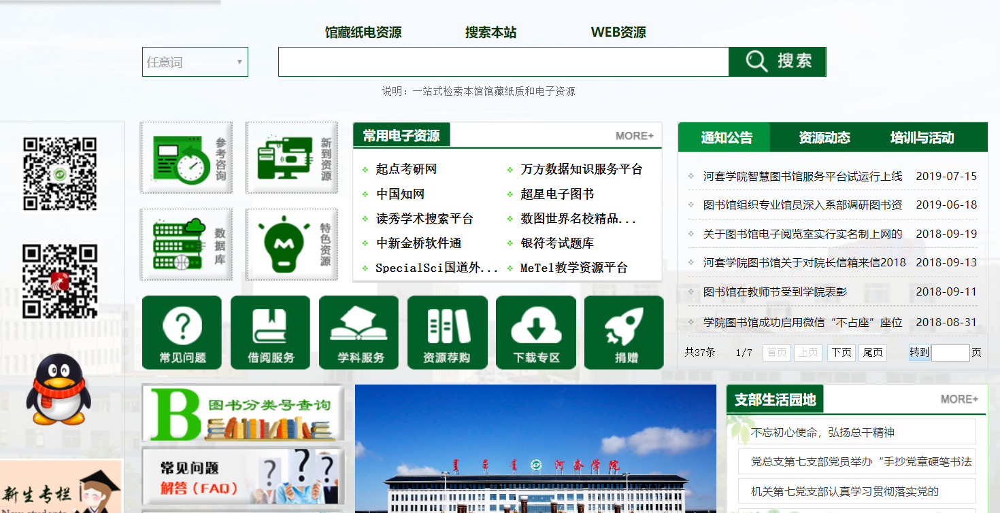 馆藏纸电资源 搜索本站 WEB资源
任意词 搜索
说明：一站式检索本馆馆藏纸质和电子资源
参考咨询
新到资源
数据库
特色资源
常用电子资源 MORE+
起点考研网 万方数据知识服务平台
中国知网 超星电子图书
读秀学术搜索平台 数图世界名校精品...
中新金桥软件通 银符考试题库
SpecialSci国道外... MeTel教学资源平台
通知公告 资源动态 培训与活动
河套学院智慧图书馆服务平台试运行上线 2019-07-15
图书馆组织专业馆员深入系部调研图书资 2019-06-18
关于图书馆电子阅览室实行实名制上网的 2018-09-19
河套学院图书馆关于对院长信箱来信2018 2018-09-13
图书馆在教师节受到学院表彰 2018-09-11
学院图书馆成功启用微信“不占座”座位 2018-08-31
共37条 1/7 首页 上页 下页 尾页 转到 页
常见问题 借阅服务 学科服务 资源荐购 下载专区 捐赠
B 图书分类号查询
常见问题
解答（FAQ）
新生专栏
河套学院
支部生活园地 MORE+
不忘初心使命，弘扬总干精神
党总支第七支部党员举办“手抄党章硬笔书法
机关第七党支部认真学习贯彻落实党的